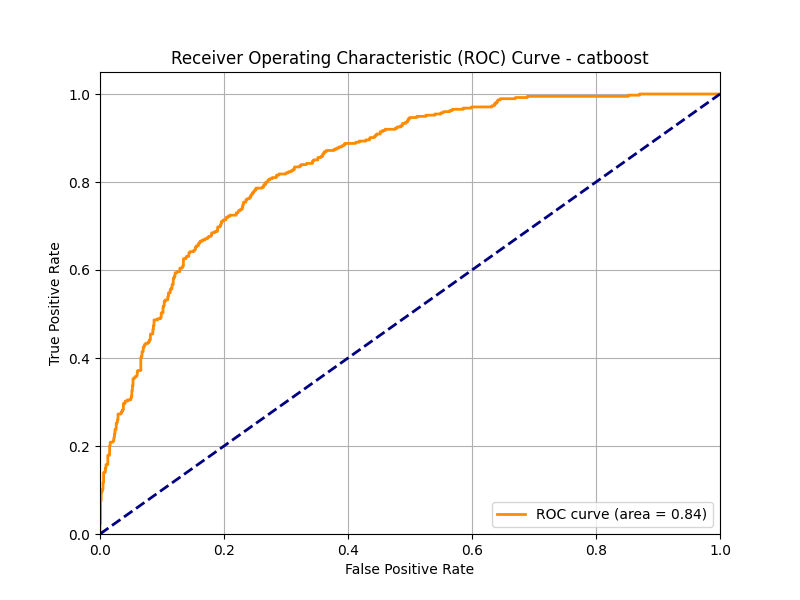 Receiver Operating Characteristic (ROC) Curve - catboost
1.0
0.8
0.6
0.4
0.2
0.0
True Positive Rate
ROC curve (area = 0.84)
0.0 0.2 0.4 0.6 0.8 1.0
False Positive Rate